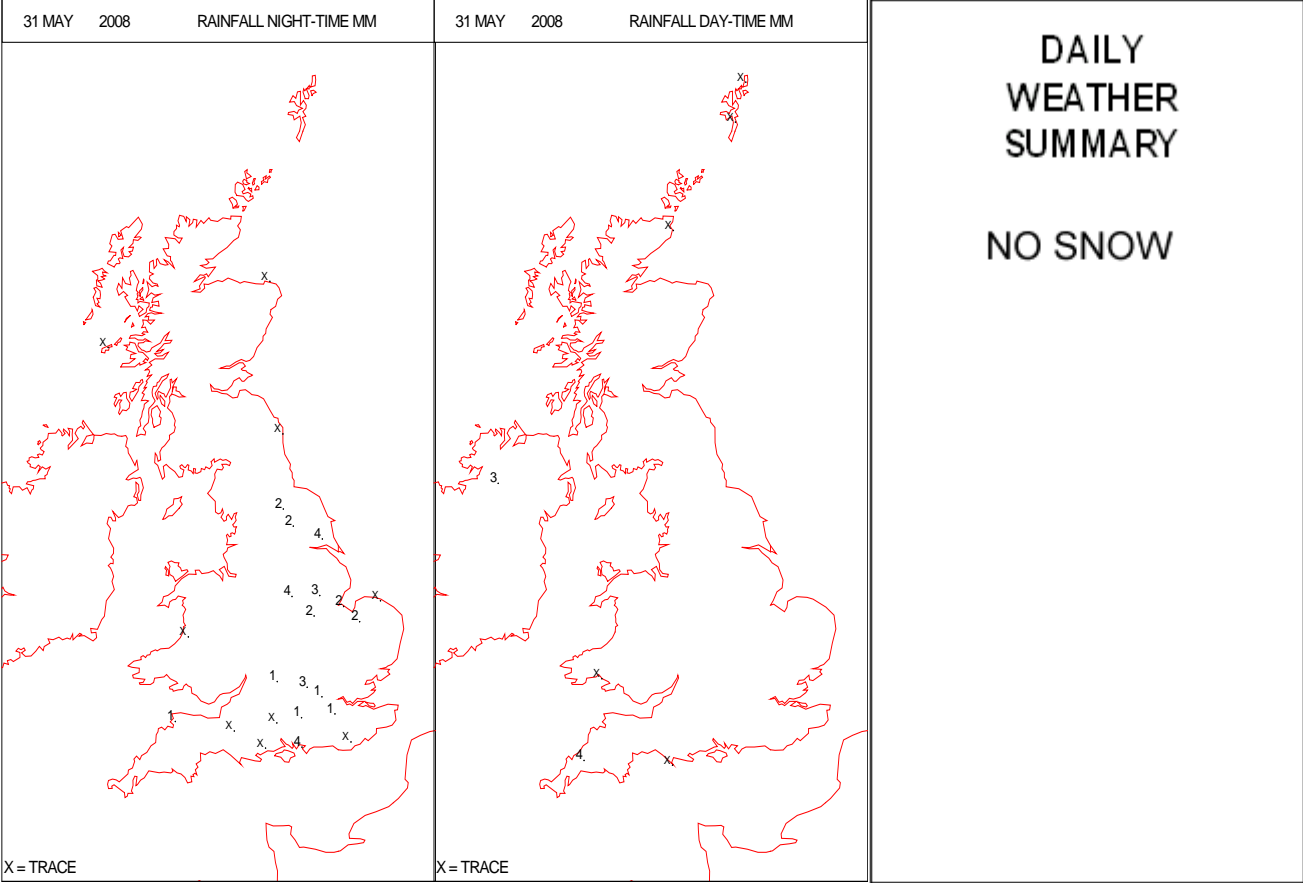 31 MAY 2008 RAINFALL NIGHT-TIME MM
X.
X.
X.
2.
2.
4.
4.
3.
2.
X.
2.
2.
X.
1.
3.
1.
1.
X.
X.
1.
1.
X.
4.
X.
X = TRACE
31 MAY 2008 RAINFALL DAY-TIME MM
X.
X.
X.
3.
X.
4.
X.
X = TRACE
DAILY
WEATHER
SUMMARY
NO SNOW